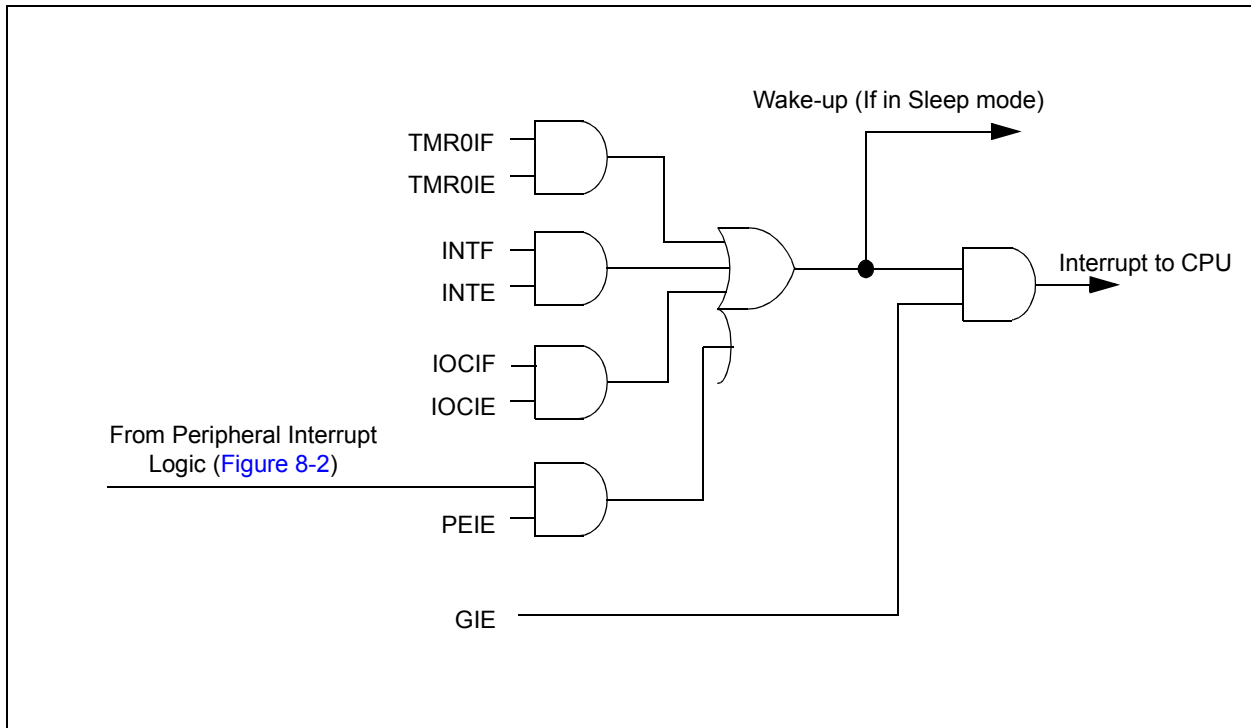 Wake-up (If in Sleep mode)
TMR0IF
TMR0IE
INTF
INTE
Interrupt to CPU
IOCIF
IOCIE
From Peripheral Interrupt
Logic (Figure 8-2)
PEIE
GIE